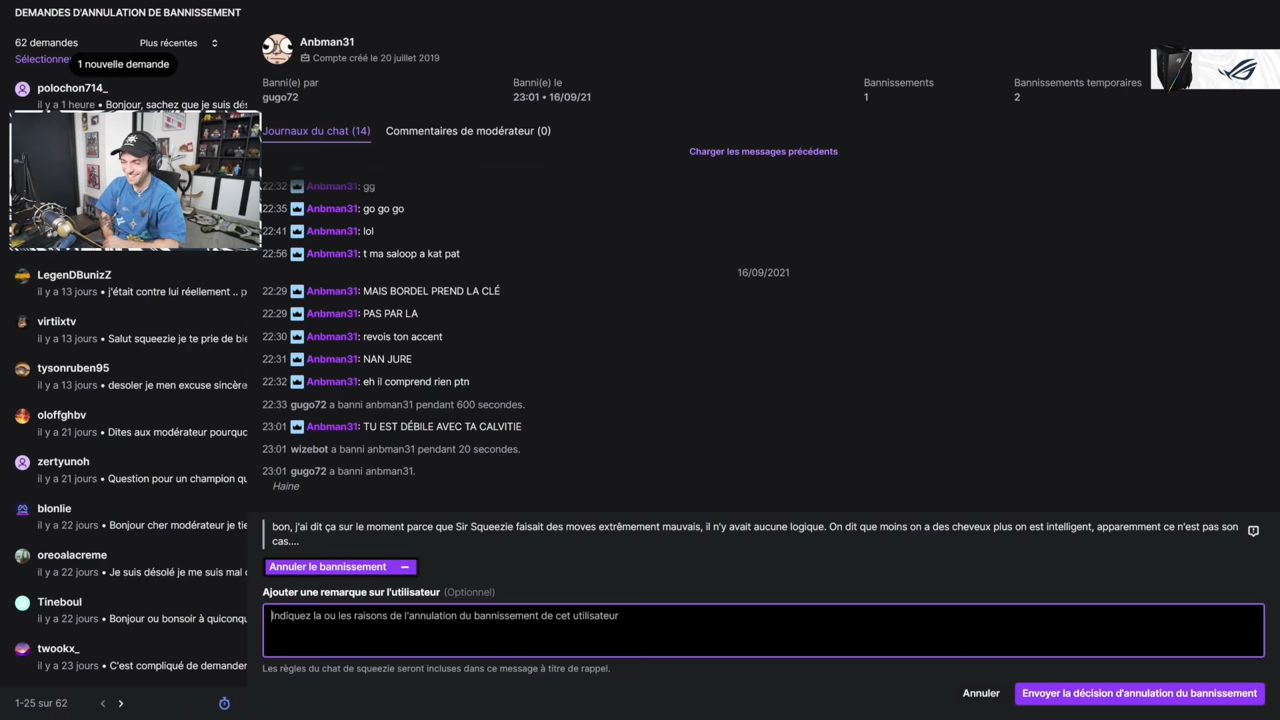 DEMANDES D'ANNULATION DE BANNISSEMENT
62 demandes
Plus récentes
Sélectionne
1 nouvelle demande
polochon714_
il y a 1 heure • Bonjour, sachez que je suis dés
LegenDBunizZ
il y a 13 jours • j'était contre lui réellement .. p
virtiixtv
il y a 13 jours • Salut squeezie je te prie de bie
tysonruben95
il y a 13 jours • desoler je men excuse sincère
oloffghbv
il y a 21 jours • Dites aux modérateur pourquo
zertyunoh
il y a 21 jours • Question pour un champion qu
blonlie
il y a 22 jours • Bonjour cher modérateur je tie
oreoalacreme
il y a 22 jours • Je suis désolé je me suis mal c
Tineboul
il y a 22 jours • Bonjour ou bonsoir à quiconqu
twookx_
il y a 23 jours • C'est compliqué de demander
1-25 sur 62
Anbman31
Compte créé le 20 juillet 2019
Banni(e) par
gugo72
Banni(e) le
23:01 • 16/09/21
Bannissements
1
Bannissements temporaires
2
Journaux du chat (14)
Commentaires de modérateur (0)
Charger les messages précédents
22:32 Anbman31: gg
22:35 Anbman31: go go go
22:41 Anbman31: lol
22:56 Anbman31: t ma saloop a kat pat
16/09/2021
22:29 Anbman31: MAIS BORDEL PREND LA CLÉ
22:29 Anbman31: PAS PAR LA
22:30 Anbman31: revois ton accent
22:31 Anbman31: NAN JURE
22:32 Anbman31: eh il comprend rien ptn
22:33 gugo72 a banni anbman31 pendant 600 secondes.
23:01 Anbman31: TU EST DÉBILE AVEC TA CALVITIE
23:01 wizebot a banni anbman31 pendant 20 secondes.
23:01 gugo72 a banni anbman31.
Haine
bon, j'ai dit ça sur le moment parce que Sir Squeezie faisait des moves extrêmement mauvais, il n'y avait aucune logique. On dit que moins on a des cheveux plus on est intelligent, apparemment ce n'est pas son
cas....
Annuler le bannissement
Ajouter une remarque sur l'utilisateur (Optionnel)
Indiquez la ou les raisons de l'annulation du bannissement de cet utilisateur
Les règles du chat de squeezie seront incluses dans ce message à titre de rappel.
Annuler
Envoyer la décision d'annulation du bannissement